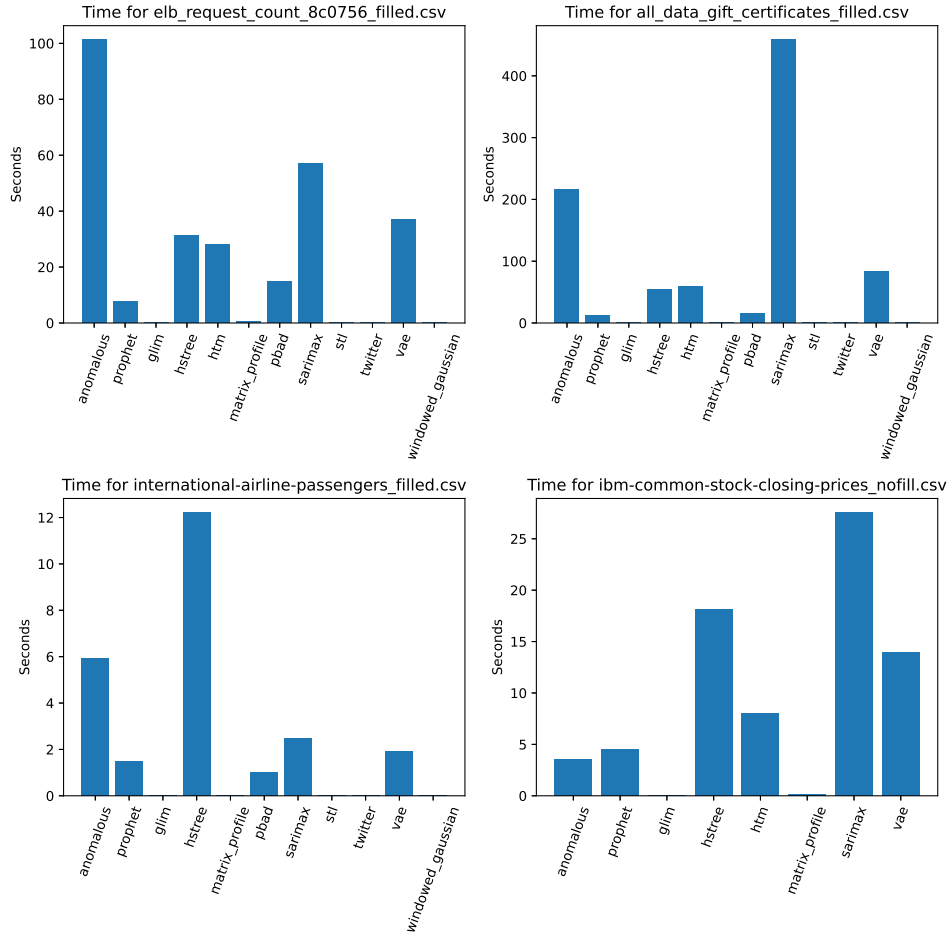 Time for elb_request_count_8c0756_filled.csv
Seconds
100
80
60
40
20
0
anomalous
prophet
glim
hstree
htm
matrix_profile
pbad
sarimax
stl
twitter
vae
windowed_gaussian
Time for all_data_gift_certificates_filled.csv
Seconds
400
300
200
100
0
anomalous
prophet
glim
hstree
htm
matrix_profile
pbad
sarimax
stl
twitter
vae
windowed_gaussian
Time for international-airline-passengers_filled.csv
Seconds
12
10
8
6
4
2
0
anomalous
prophet
glim
hstree
matrix_profile
pbad
sarimax
stl
twitter
vae
windowed_gaussian
Time for ibm-common-stock-closing-prices_nofill.csv
Seconds
25
20
15
10
5
0
anomalous
prophet
glim
hstree
htm
matrix_profile
sarimax
vae